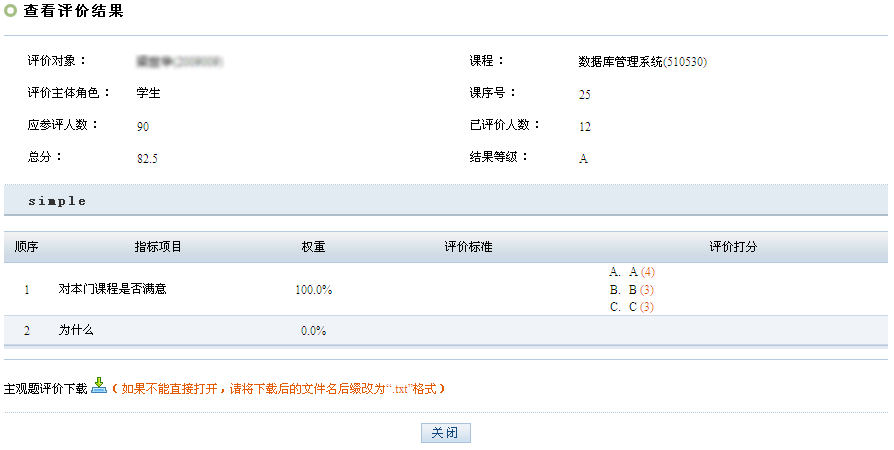 查看评价结果
评价对象： 课程： 数据库管理系统(510530)
评价主体角色： 学生 课序号： 25
应参评人数： 90 已评价人数： 12
总分： 82.5 结果等级： A
simple
顺序 指标项目 权重 评价标准 评价打分
1 对本门课程是否满意 100.0% A. A (4)
B. B (3)
C. C (3)
2 为什么 0.0%
主观题评价下载 （如果不能直接打开，请将下载后的文件名后缀改为“.txt”格式）
关闭